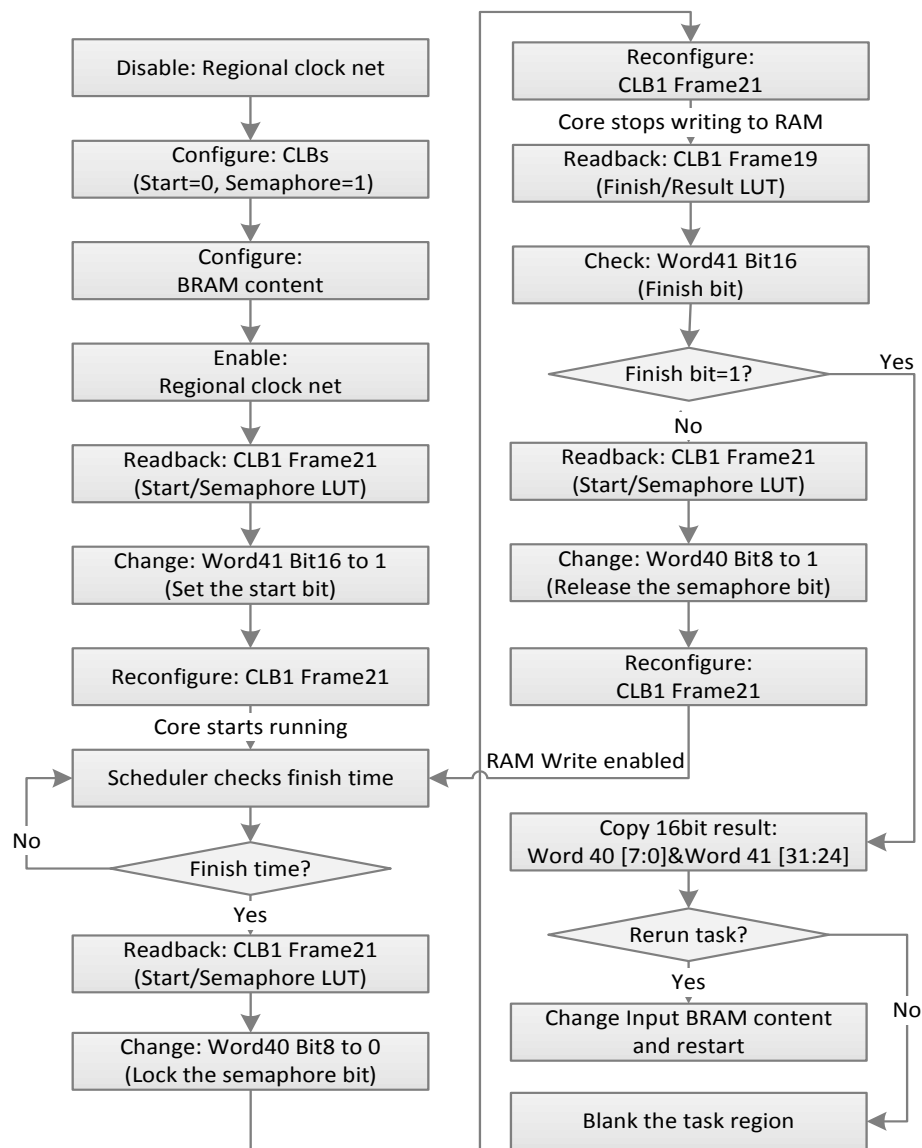 Disable: Regional clock net
Configure: CLBs
(Start=0, Semaphore=1)
Configure:
BRAM content
Enable:
Regional clock net
Readback: CLB1 Frame21
(Start/Semaphore LUT)
Change: Word41 Bit16 to 1
(Set the start bit)
Reconfigure: CLB1 Frame21
Core starts running
Scheduler checks finish time
No
Finish time?
Yes
Readback: CLB1 Frame21
(Start/Semaphore LUT)
Change: Word40 Bit8 to 0
(Lock the semaphore bit)
Reconfigure:
CLB1 Frame21
Core stops writing to RAM
Readback: CLB1 Frame19
(Finish/Result LUT)
Check: Word41 Bit16
(Finish bit)
Finish bit=1?
Yes
No
Readback: CLB1 Frame21
(Start/Semaphore LUT)
Change: Word40 Bit8 to 1
(Release the semaphore bit)
Reconfigure:
CLB1 Frame21
RAM Write enabled
Copy 16bit result:
Word 40 [7:0]&Word 41 [31:24]
Rerun task?
Yes
No
Change Input BRAM content
and restart
Blank the task region